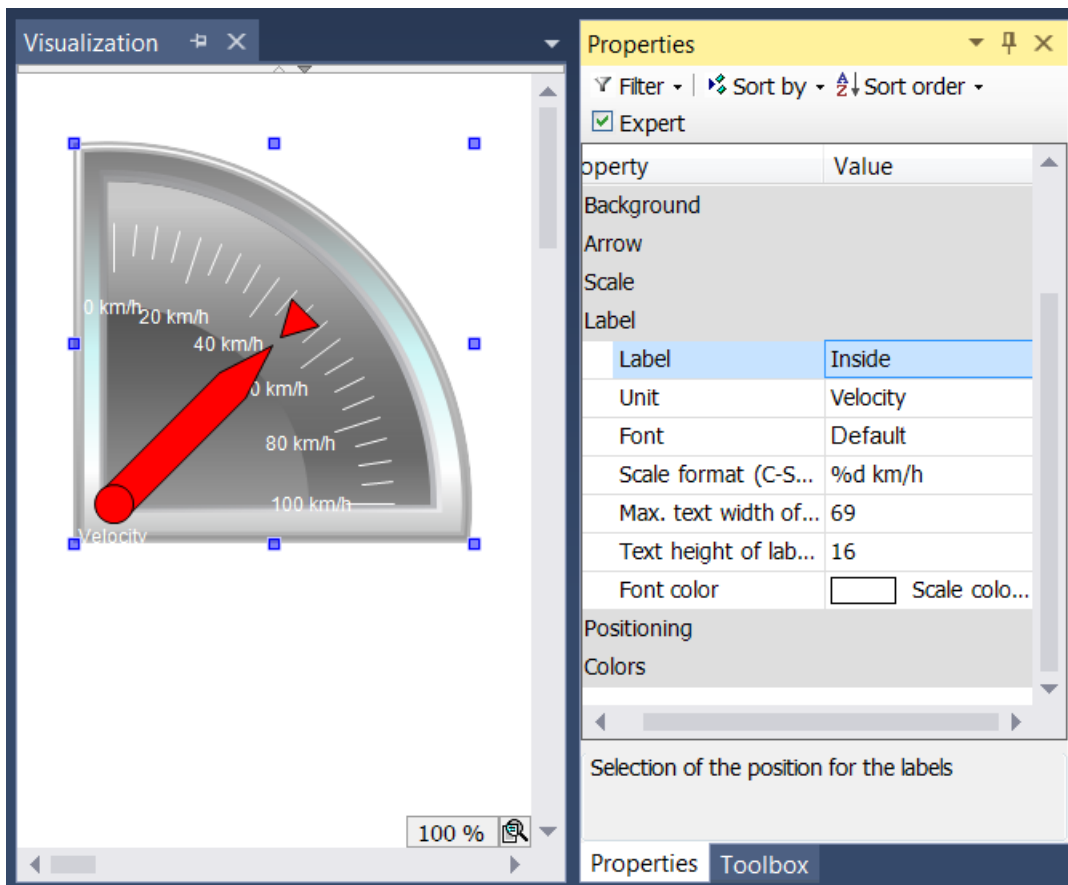 Visualization
0 km/h
20 km/h
40 km/h
0 km/h
80 km/h
100 km/h
Velocity
100 %
Properties
Filter
Sort by
Sort order
Expert
operty Value
Background
Arrow
Scale
Label
Label Inside
Unit Velocity
Font Default
Scale format (C-S... %d km/h
Max. text width of... 69
Text height of lab... 16
Font color Scale colo...
Positioning
Colors
Selection of the position for the labels
Properties Toolbox